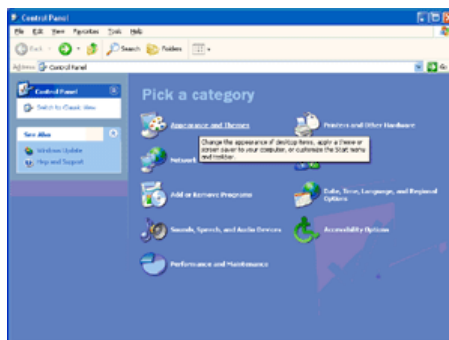 Control Panel
File Edit View Favorites Tools Help
Back Search Folders
Address Control Panel Go
Control Panel
Switch to Classic View
See Also
Windows Update
Help and Support
Pick a category
Appearance and Themes
Printers and Other Hardware
Change the appearance of desktop items, apply a theme or
screen saver to your computer, or customize the Start menu
and taskbar.
Network
Add or Remove Programs
Date, Time, Language, and Regional
Options
Sounds, Speech, and Audio Devices
Accessibility Options
Performance and Maintenance